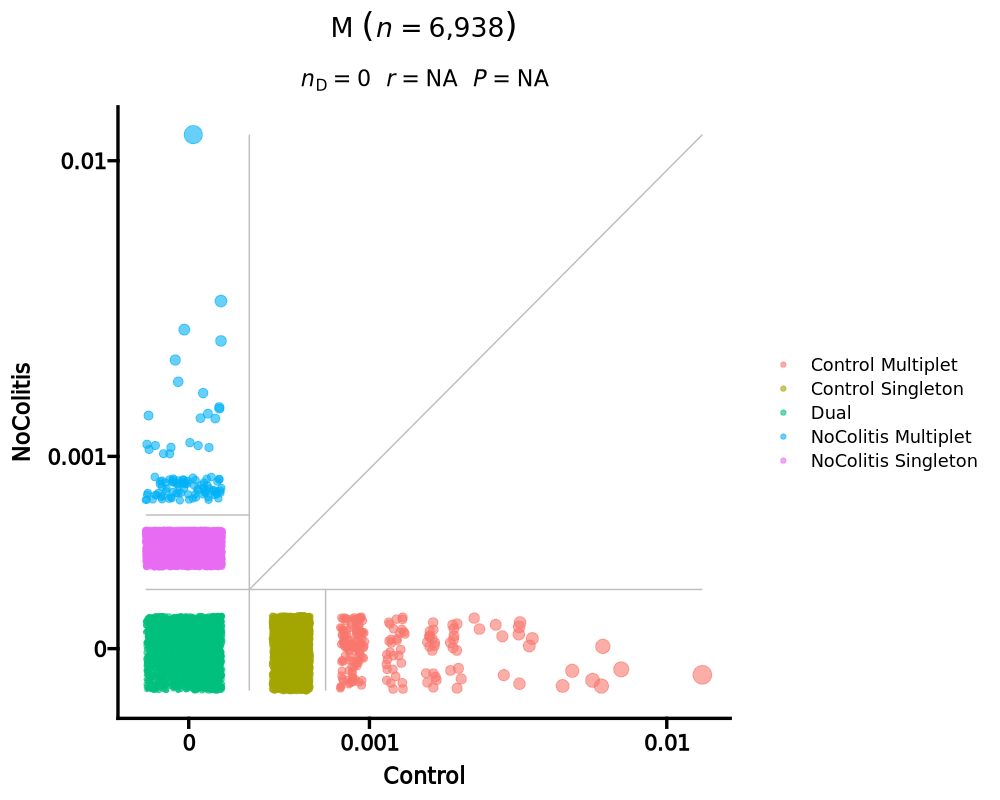 M (n = 6,938)
n_D = 0 r = NA P = NA
0.01
0.001
0
NoColitis
0
0.001
0.01
Control
Control Multiplet
Control Singleton
Dual
NoColitis Multiplet
NoColitis Singleton